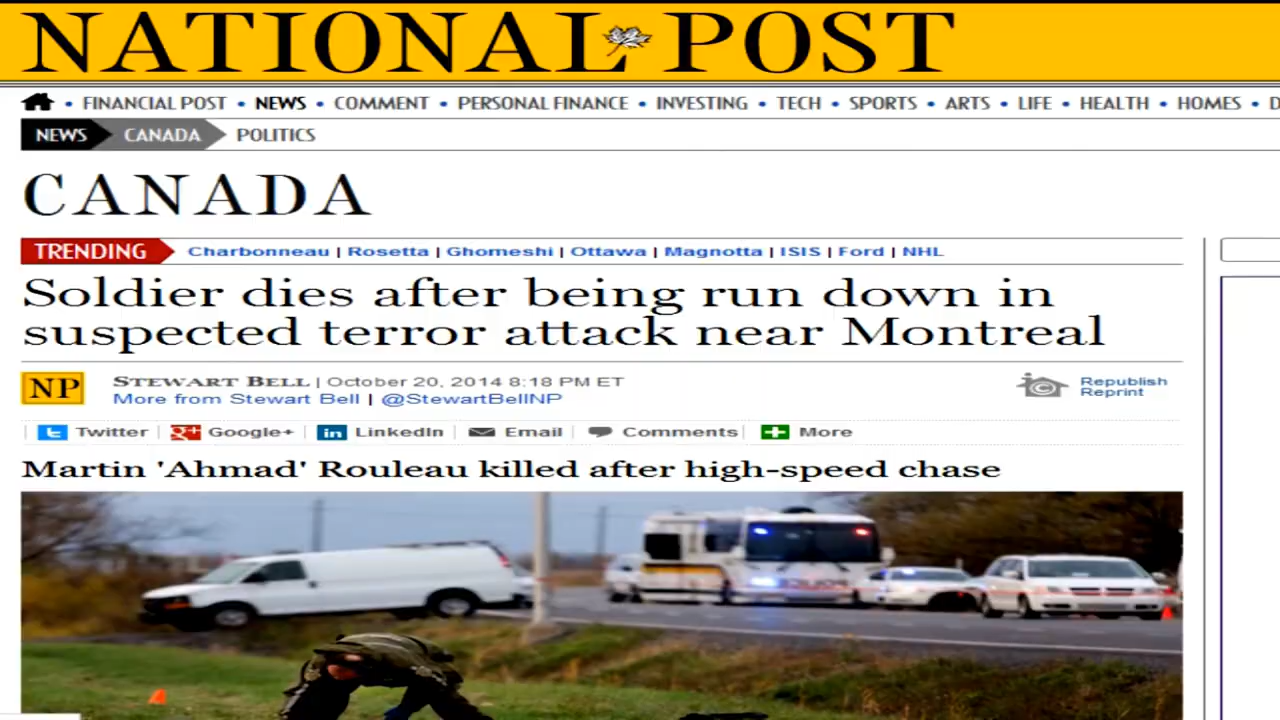 NATIONAL POST
• FINANCIAL POST • NEWS • COMMENT • PERSONAL FINANCE • INVESTING • TECH • SPORTS • ARTS • LIFE • HEALTH • HOMES • D
NEWS CANADA POLITICS
CANADA
TRENDING Charbonneau | Rosetta | Ghomeshi | Ottawa | Magnotta | ISIS | Ford | NHL
Soldier dies after being run down in
suspected terror attack near Montreal
NP STEWART BELL | October 20, 2014 8:18 PM ET
More from Stewart Bell | @StewartBellNP
Republish
Reprint
Twitter | Google+ | LinkedIn | Email | Comments | More
Martin 'Ahmad' Rouleau killed after high-speed chase